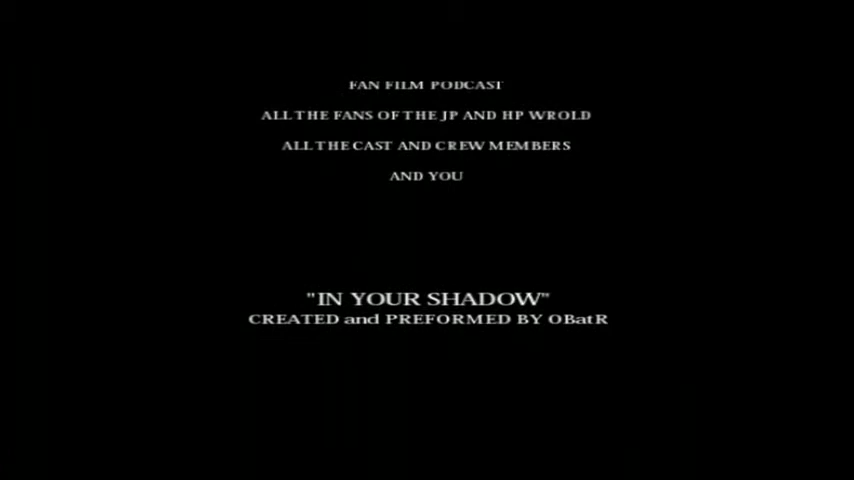 FAN FILM PODCAST
ALL THE FANS OF THE JP AND HP WROLD
ALL THE CAST AND CREW MEMBERS
AND YOU
"IN YOUR SHADOW"
CREATED and PREFORMED BY OBatR